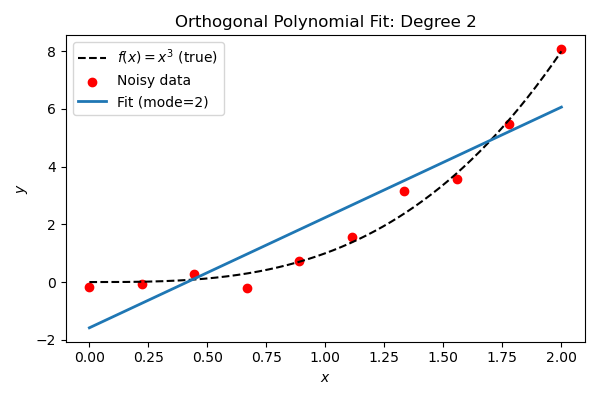 Orthogonal Polynomial Fit: Degree 2
f(x) = x³ (true)
Noisy data
Fit (mode=2)
8
6
4
2
0
−2
y
0.00 0.25 0.50 0.75 1.00 1.25 1.50 1.75 2.00
x